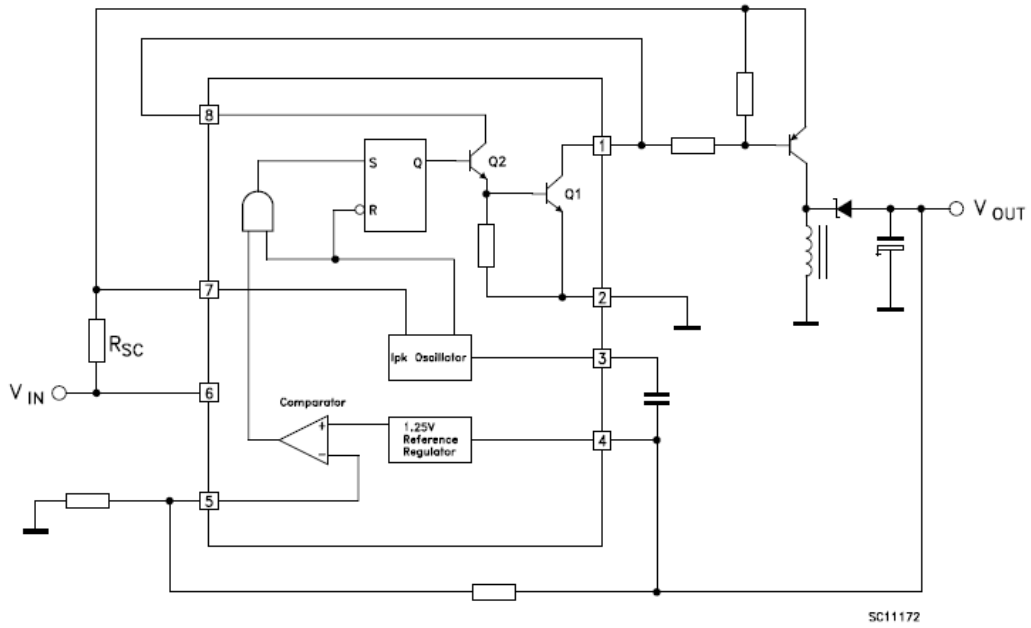 8
S
Q
Q2
1
Q1
R
V OUT
7
2
RSC
Ipk Oscillator
3
V IN
6
Comparator
+
-
1.25V
Reference
Regulator
4
5
+
SC11172